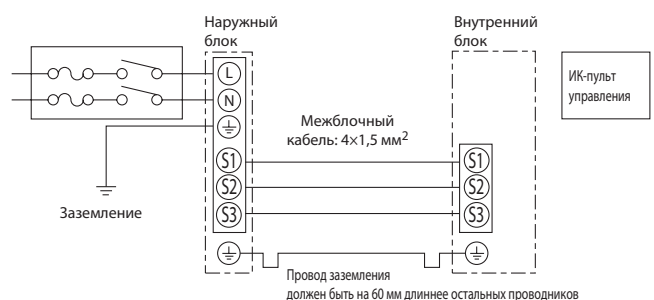 Наружный
блок
Внутренний
блок
L
N
ИК-пульт
управления
Межблочный
кабель: 4×1,5 мм²
S1
S2
S3
S1
S2
S3
Заземление
Провод заземления
должен быть на 60 мм длиннее остальных проводников